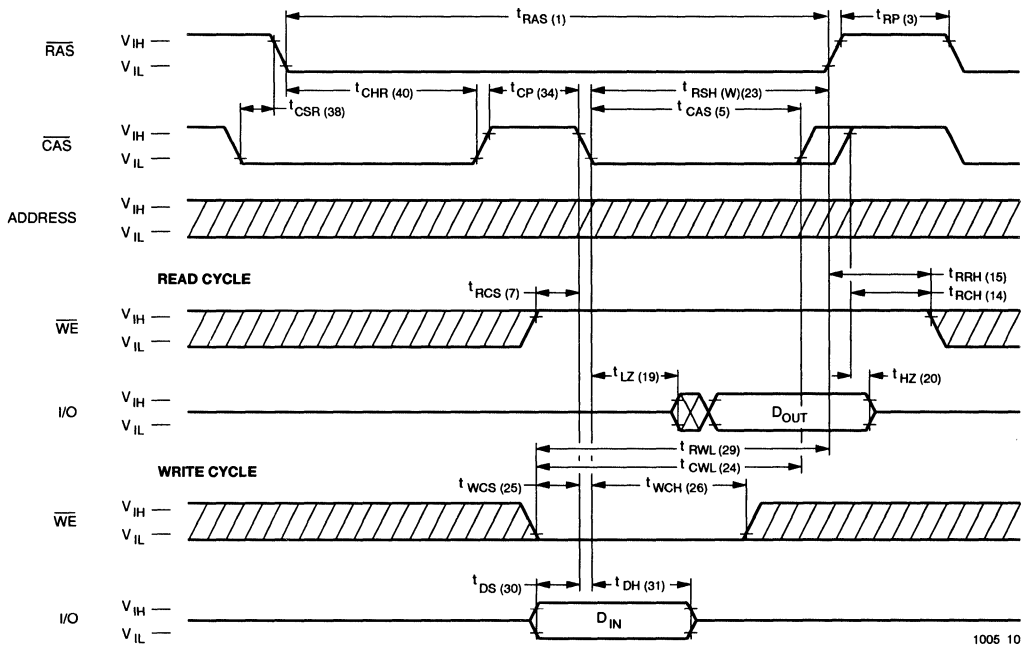 t RAS (1)
t RP (3)
RAS
V IH
V IL
t CHR (40)
t CP (34)
t RSH (W)(23)
t CSR (38)
t CAS (5)
CAS
V IH
V IL
ADDRESS
V IH
V IL
READ CYCLE
t RRH (15)
t RCS (7)
t RCH (14)
WE
V IH
V IL
t LZ (19)
t HZ (20)
I/O
V IH
V IL
D OUT
t RWL (29)
WRITE CYCLE
t CWL (24)
t WCS (25)
t WCH (26)
WE
V IH
V IL
t DS (30)
t DH (31)
I/O
V IH
V IL
D IN
1005 10